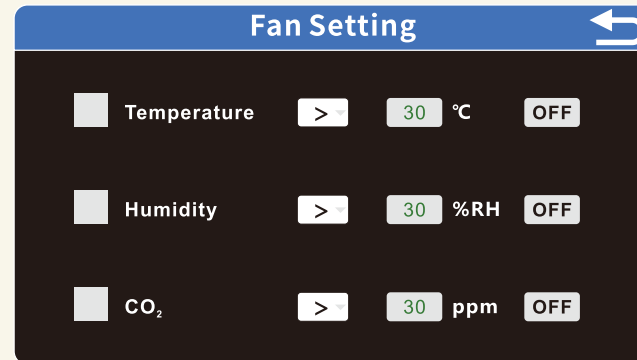 Fan Setting
Temperature > 30 ℃ OFF
Humidity > 30 %RH OFF
CO₂ > 30 ppm OFF